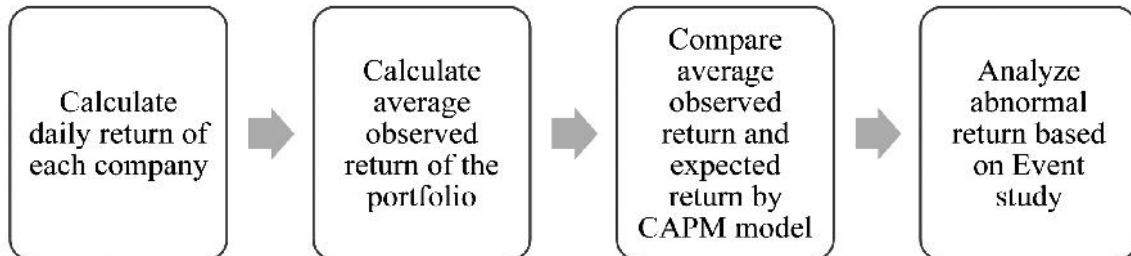 Calculate
daily return of
each company
Calculate
average
observed
return of the
portfolio
Compare
average
observed
return and
expected
return by
CAPM model
Analyze
abnormal
return based
on Event
study